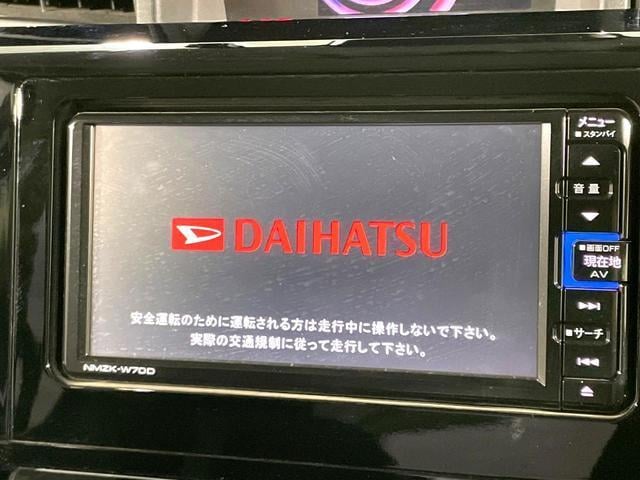 DAIHATSU
安全運転のために運転される方は走行中に操作しないで下さい。
実際の交通規制に従って走行して下さい。
NMZK-W70D
メニュー
■スタンバイ
▲
音量
▼
■画面OFF
現在地
AV
▶▶|
■サーチ
|◀◀
⏏